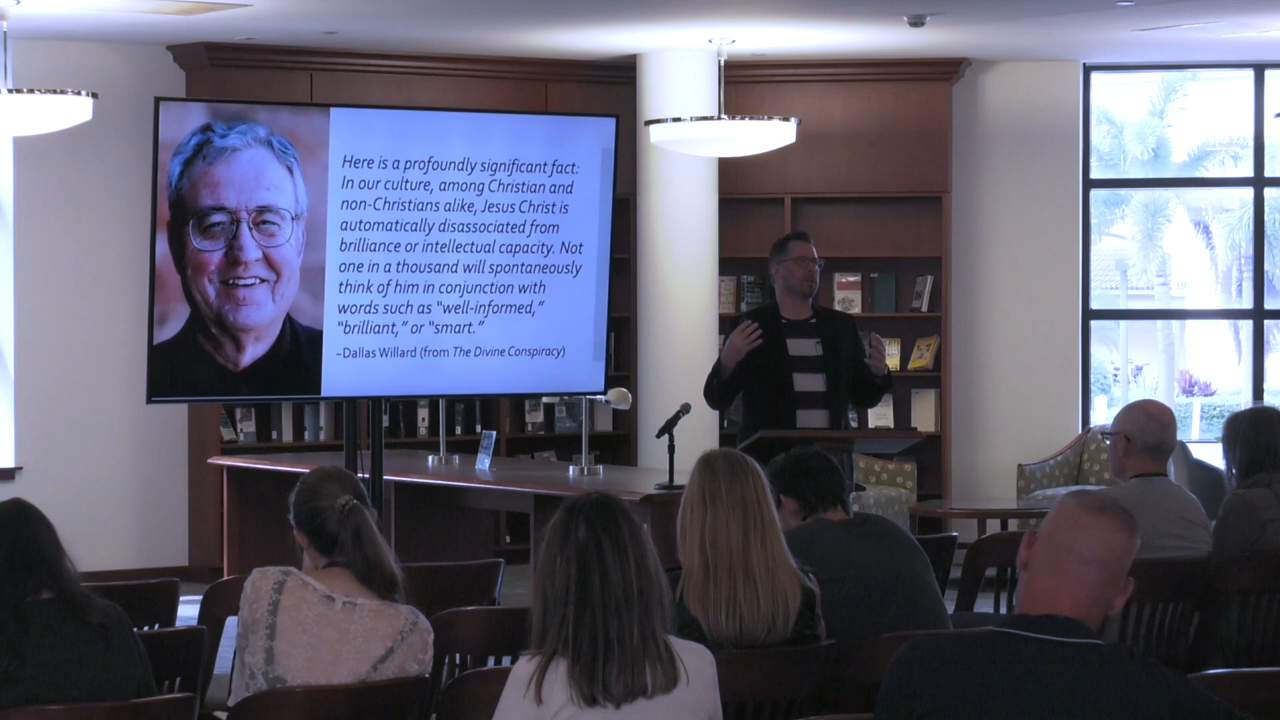 Here is a profoundly significant fact:
In our culture, among Christian and
non-Christians alike, Jesus Christ is
automatically disassociated from
brilliance or intellectual capacity. Not
one in a thousand will spontaneously
think of him in conjunction with
words such as “well-informed,”
“brilliant,” or “smart.”
~Dallas Willard (from The Divine Conspiracy)